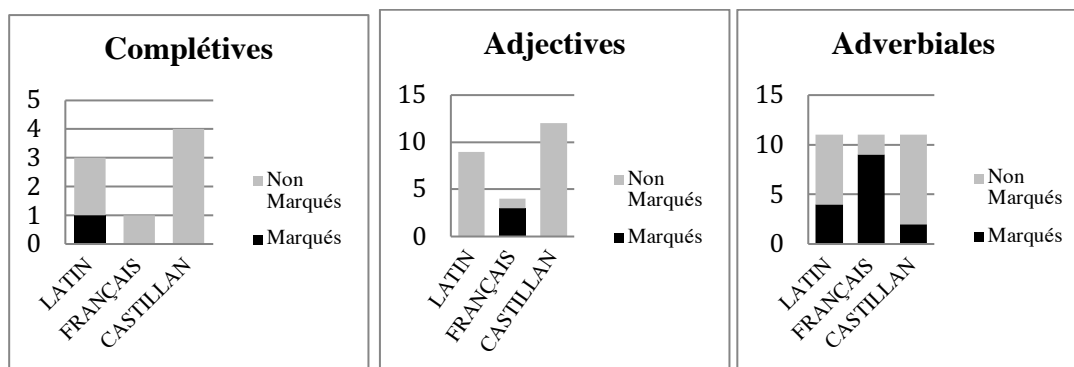 Complétives
5
4
3
2
1
0
Non
Marqués
Marqués
LATIN
FRANÇAIS
CASTILLAN
Adjectives
15
10
5
0
Non
Marqués
Marqués
LATIN
FRANÇAIS
CASTILLAN
Adverbiales
15
10
5
0
Non
Marqués
Marqués
LATIN
FRANÇAIS
CASTILLAN